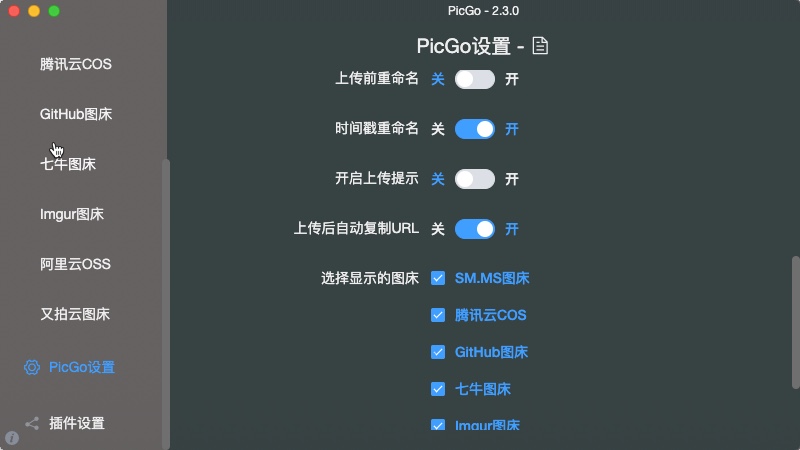 PicGo - 2.3.0
腾讯云COS
GitHub图床
七牛图床
Imgur图床
阿里云OSS
又拍云图床
PicGo设置
插件设置
PicGo设置 -
上传前重命名 关 开
时间戳重命名 关 开
开启上传提示 关 开
上传后自动复制URL 关 开
选择显示的图床 SM.MS图床
腾讯云COS
GitHub图床
七牛图床
Imgur图床